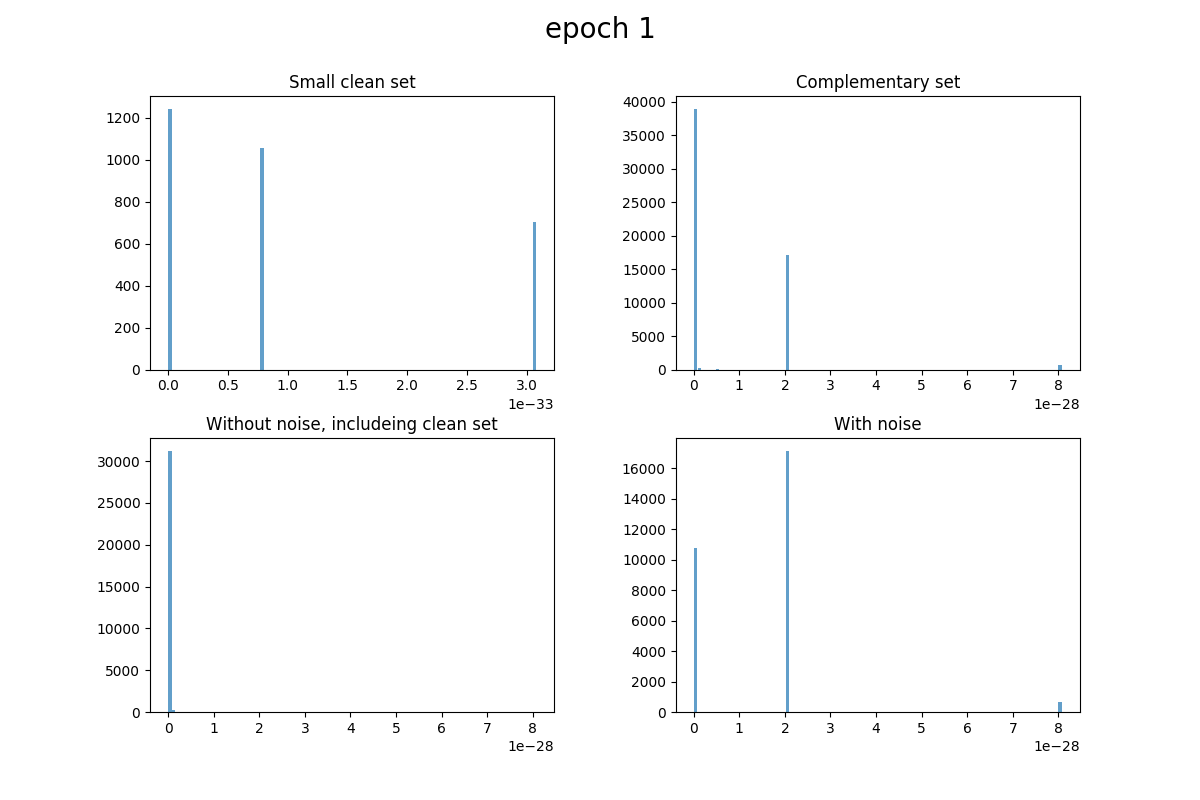 epoch 1
Small clean set
1200
1000
800
600
400
200
0
0.0 0.5 1.0 1.5 2.0 2.5 3.0
1e−33
Complementary set
40000
35000
30000
25000
20000
15000
10000
5000
0
0 1 2 3 4 5 6 7 8
1e−28
Without noise, includeing clean set
30000
25000
20000
15000
10000
5000
0
0 1 2 3 4 5 6 7 8
1e−28
With noise
16000
14000
12000
10000
8000
6000
4000
2000
0
0 1 2 3 4 5 6 7 8
1e−28